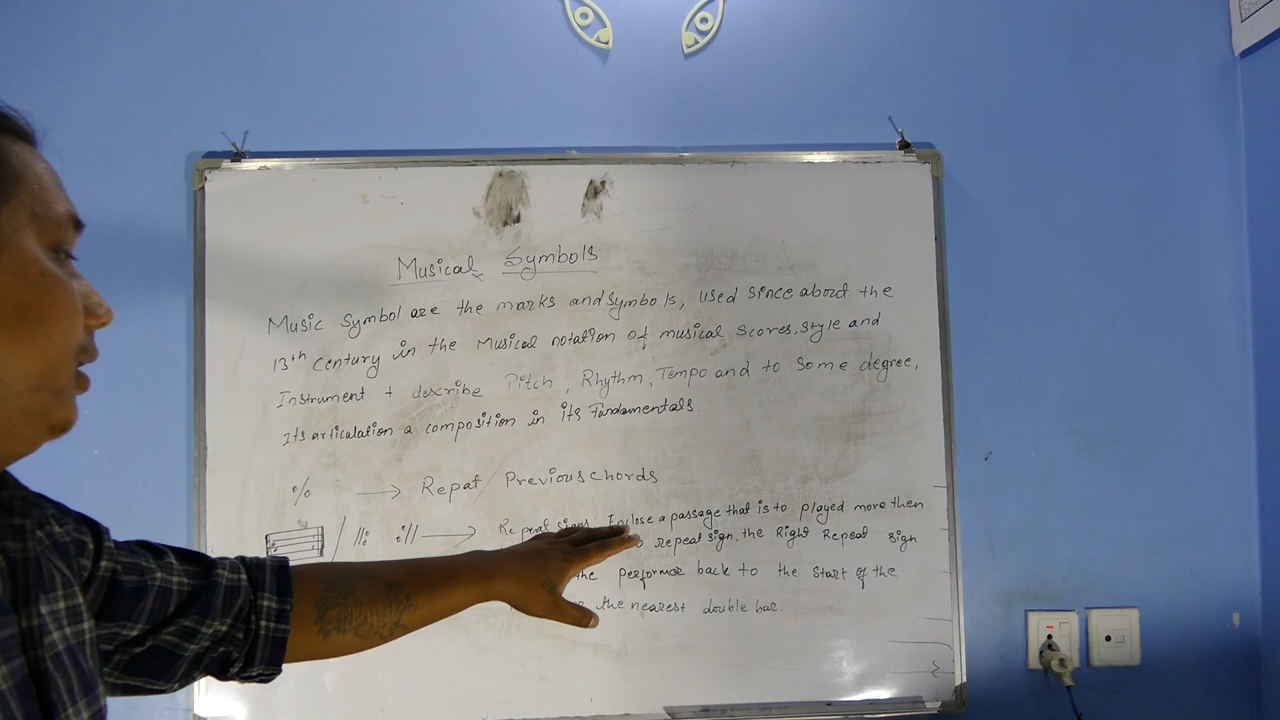 Musical Symbols
Music Symbol are the marks and Symbols, used since abord the
13th Century in the Musical notation of musical Scores, Style and
Instrument + describe Pitch, Rhythm, Tempo and to Some degree,
Its articulation a composition in its Fundamentals.
% → Repat Previous chords
/ //: :// → Repeat signs Enclose a passage that is to played more then
repeat sign, the Right Repeat sign
the performer back to the start of the
the nearest double bar.